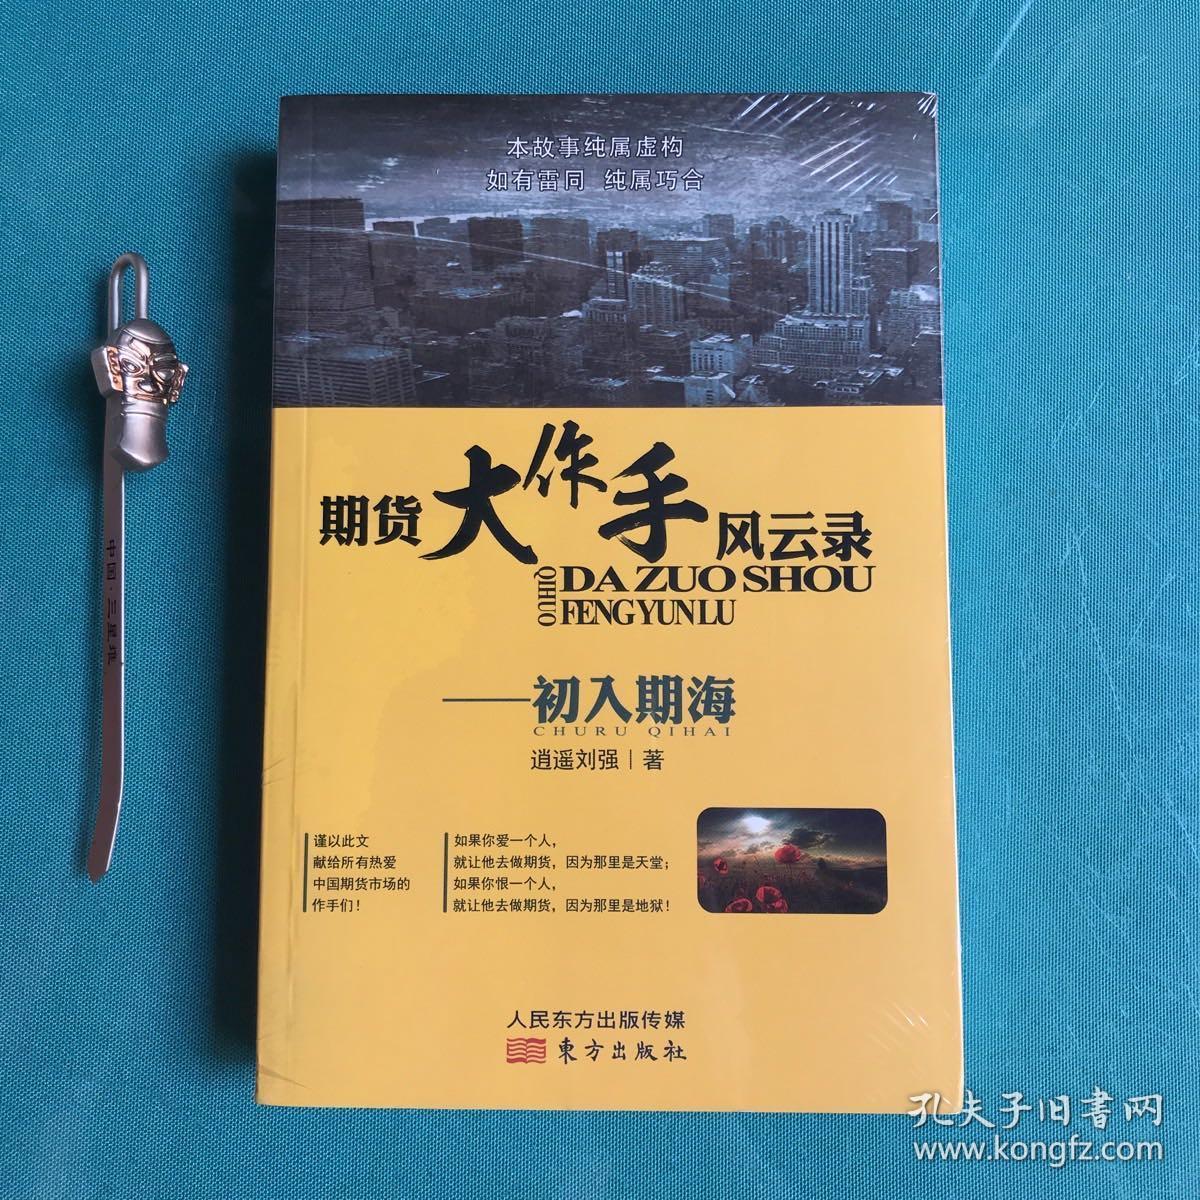 本故事纯属虚构
如有雷同 纯属巧合
期货大作手风云录
QIHUO
DA ZUO SHOU
FENG YUN LU
——初入期海
CHURU QIHAI
逍遥刘强|著
谨以此文
献给所有热爱
中国期货市场的
作手们！
如果你爱一个人，
就让他去做期货，因为那里是天堂；
如果你恨一个人，
就让他去做期货，因为那里是地狱！
人民东方出版传媒
東方出版社
中国·三星堆
孔夫子旧書网
www.kongfz.com